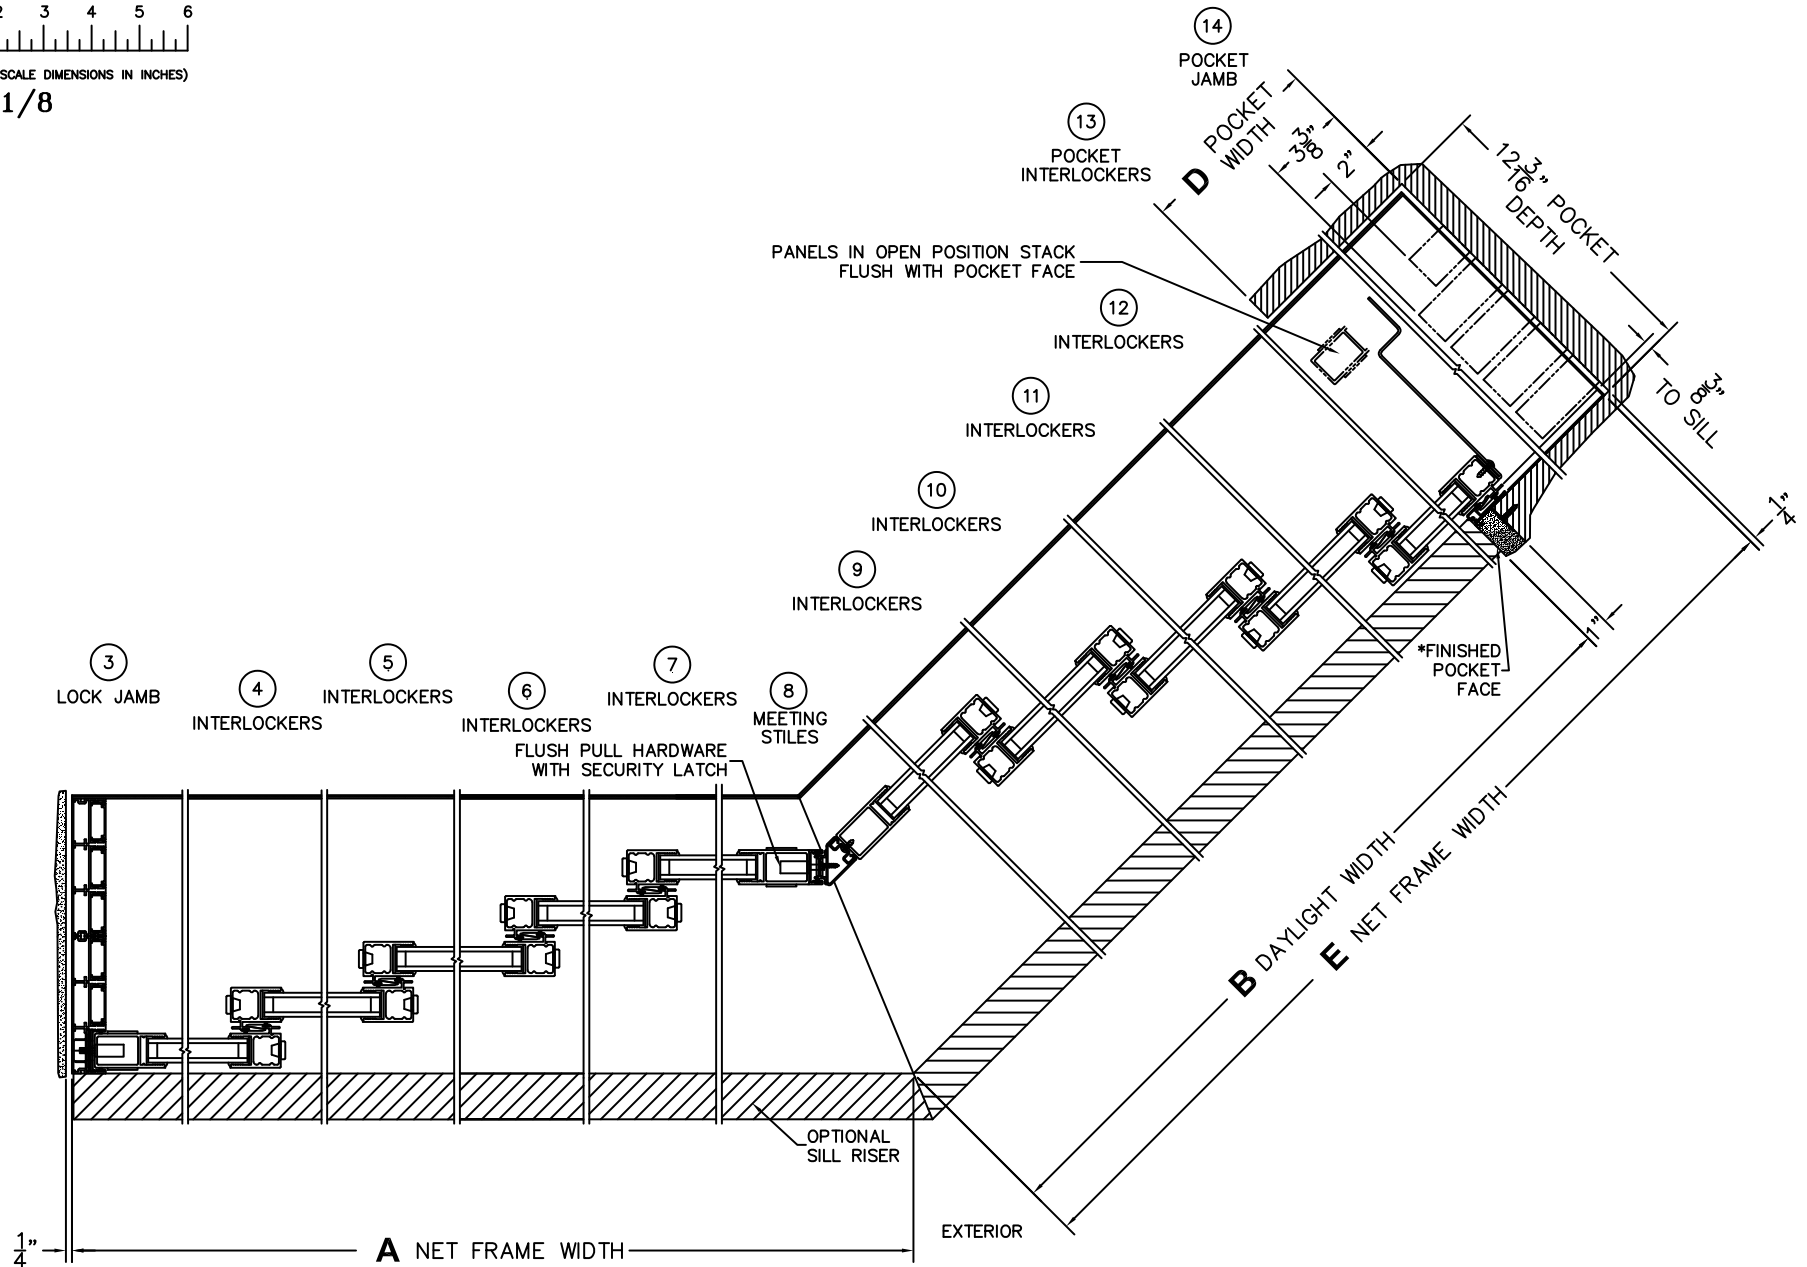 2 3 4 5 6
SCALE DIMENSIONS IN INCHES)
1/8
14
POCKET
JAMB
13
POCKET
INTERLOCKERS
D POCKET
WIDTH
3 3/8"
2"
12 3/16" POCKET
DEPTH
PANELS IN OPEN POSITION STACK
FLUSH WITH POCKET FACE
12
INTERLOCKERS
3/8"
TO SILL
11
INTERLOCKERS
10
INTERLOCKERS
1/4"
9
INTERLOCKERS
1"
*FINISHED
POCKET
FACE
3
LOCK JAMB
4
INTERLOCKERS
5
INTERLOCKERS
6
INTERLOCKERS
7
INTERLOCKERS
8
MEETING
STILES
FLUSH PULL HARDWARE
WITH SECURITY LATCH
B DAYLIGHT WIDTH
E NET FRAME WIDTH
OPTIONAL
SILL RISER
EXTERIOR
1/4"
A NET FRAME WIDTH